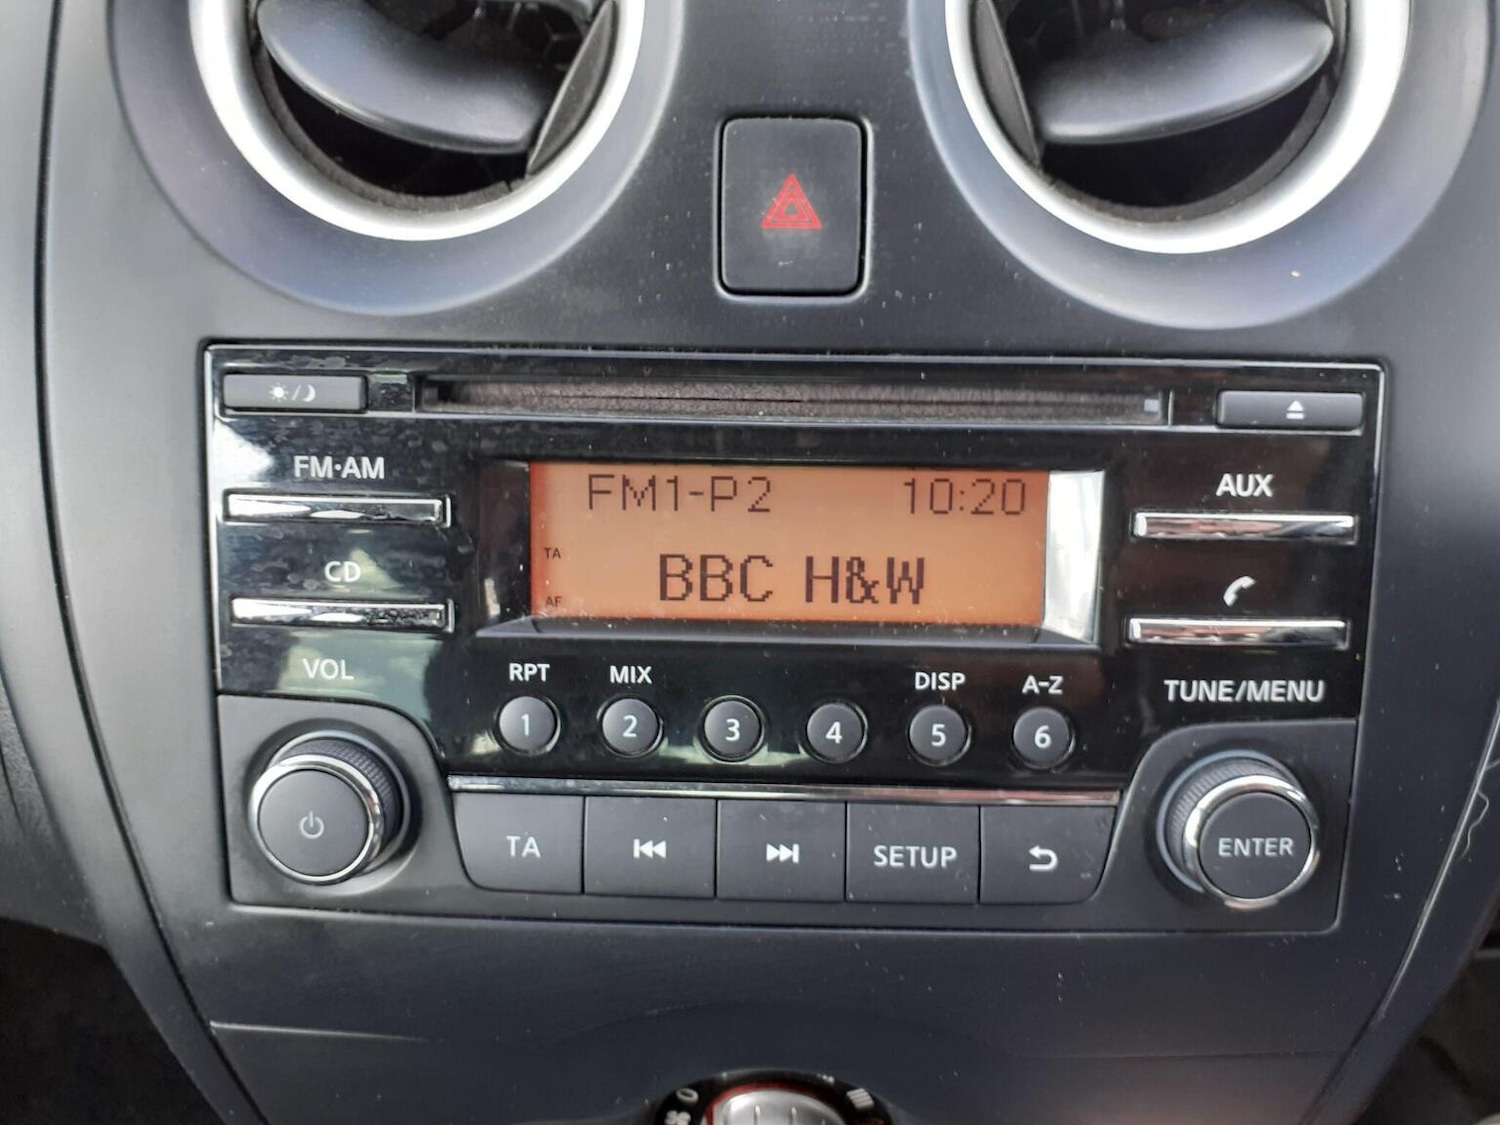 FM·AM
CD
VOL
FM1-P2 10:20
TA
BBC H&W
AF
AUX
TUNE/MENU
RPT MIX DISP A-Z
1 2 3 4 5 6
TA SETUP ENTER